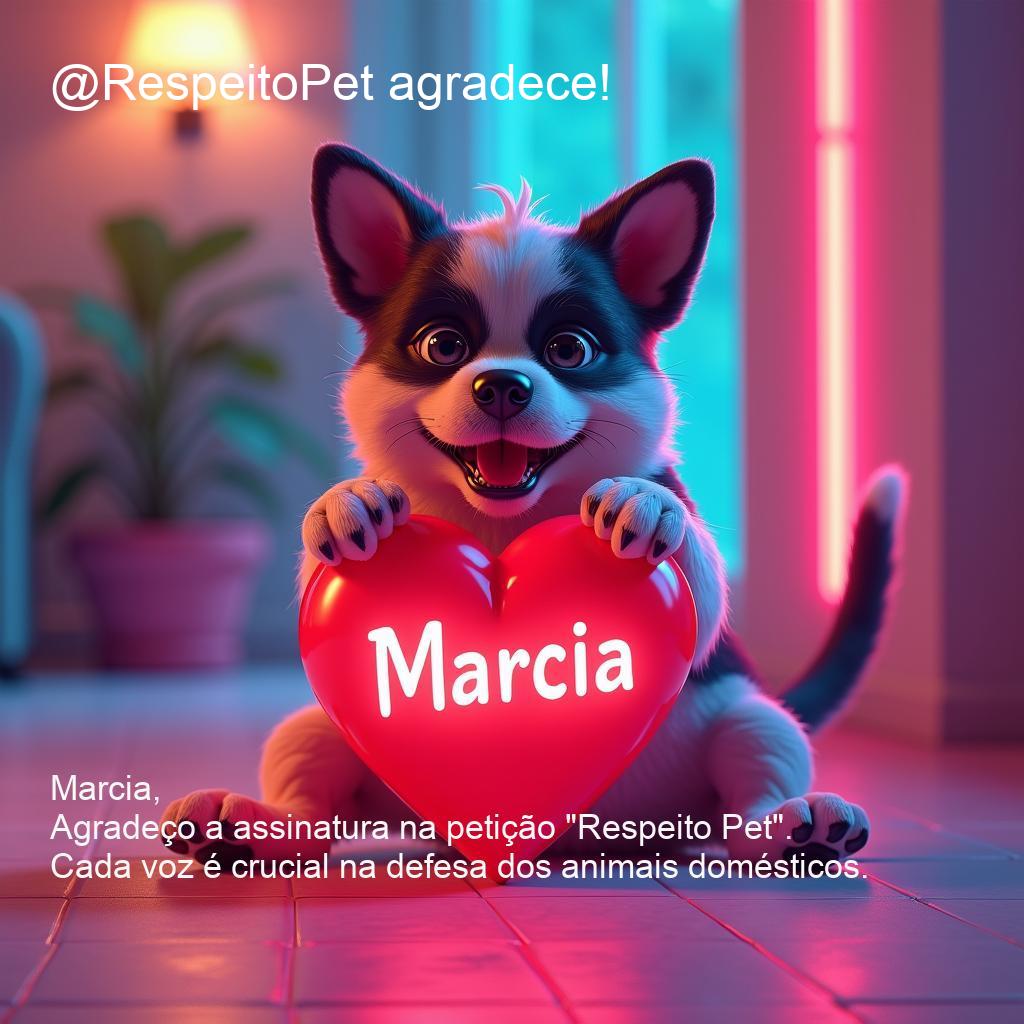 @RespeitoPet agradece!
Marcia
Marcia,
Agradeço a assinatura na petição "Respeito Pet".
Cada voz é crucial na defesa dos animais domésticos.